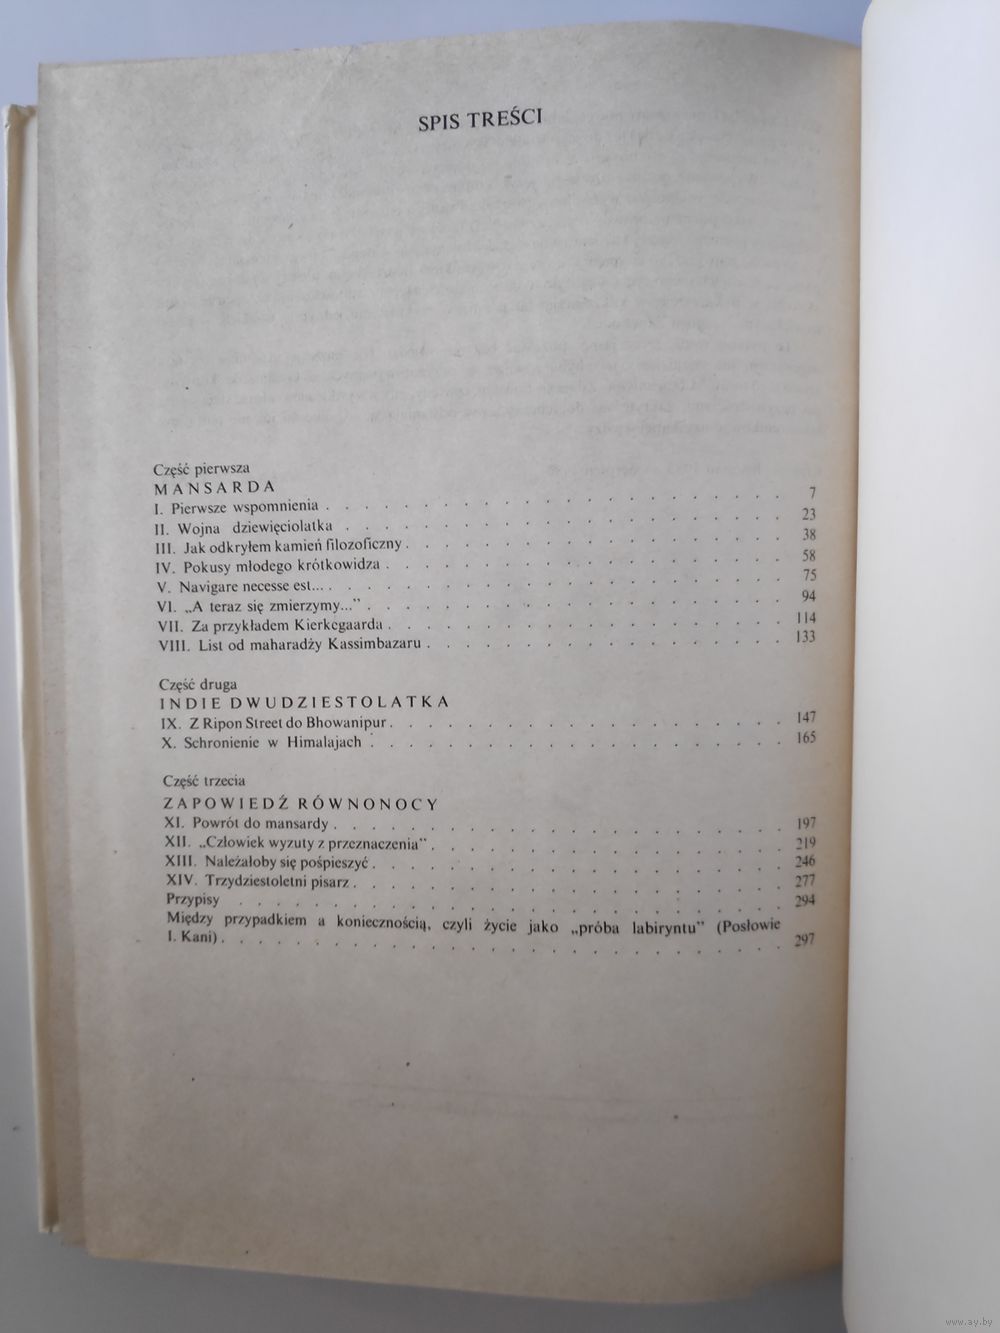 SPIS TREŚCI
Część pierwsza
MANSARDA
I. Pierwsze wspomnienia . . . . . . . . . . . . . . . . . . . . . . 7
II. Wojna dziewięciolatka . . . . . . . . . . . . . . . . . . . . . . 23
III. Jak odkryłem kamień filozoficzny . . . . . . . . . . . . . . . . . . . 38
IV. Pokusy młodego krótkowidza . . . . . . . . . . . . . . . . . . . . 58
V. Navigare necesse est... . . . . . . . . . . . . . . . . . . . . . . 75
VI. „A teraz się zmierzymy...” . . . . . . . . . . . . . . . . . . . . 94
VII. Za przykładem Kierkegaarda . . . . . . . . . . . . . . . . . . . . 114
VIII. List od maharadży Kassimbazaru . . . . . . . . . . . . . . . . . . 133
Część druga
INDIE DWUDZIESTOLATKA
IX. Z Ripon Street do Bhowanipur . . . . . . . . . . . . . . . . . . . 147
X. Schronienie w Himalajach . . . . . . . . . . . . . . . . . . . . 165
Część trzecia
ZAPOWIEDŹ RÓWNONOCY
XI. Powrót do mansardy . . . . . . . . . . . . . . . . . . . . . . 197
XII. „Człowiek wyzuty z przeznaczenia” . . . . . . . . . . . . . . . . . 219
XIII. Należałoby się pośpieszyć . . . . . . . . . . . . . . . . . . . . 246
XIV. Trzydziestoletni pisarz . . . . . . . . . . . . . . . . . . . . . 277
Przypisy . . . . . . . . . . . . . . . . . . . . . . . . . . . 294
Między przypadkiem a koniecznością, czyli życie jako „próba labiryntu” (Posłowie
I. Kani) . . . . . . . . . . . . . . . . . . . . . . . . . . . 297
www.ay.by